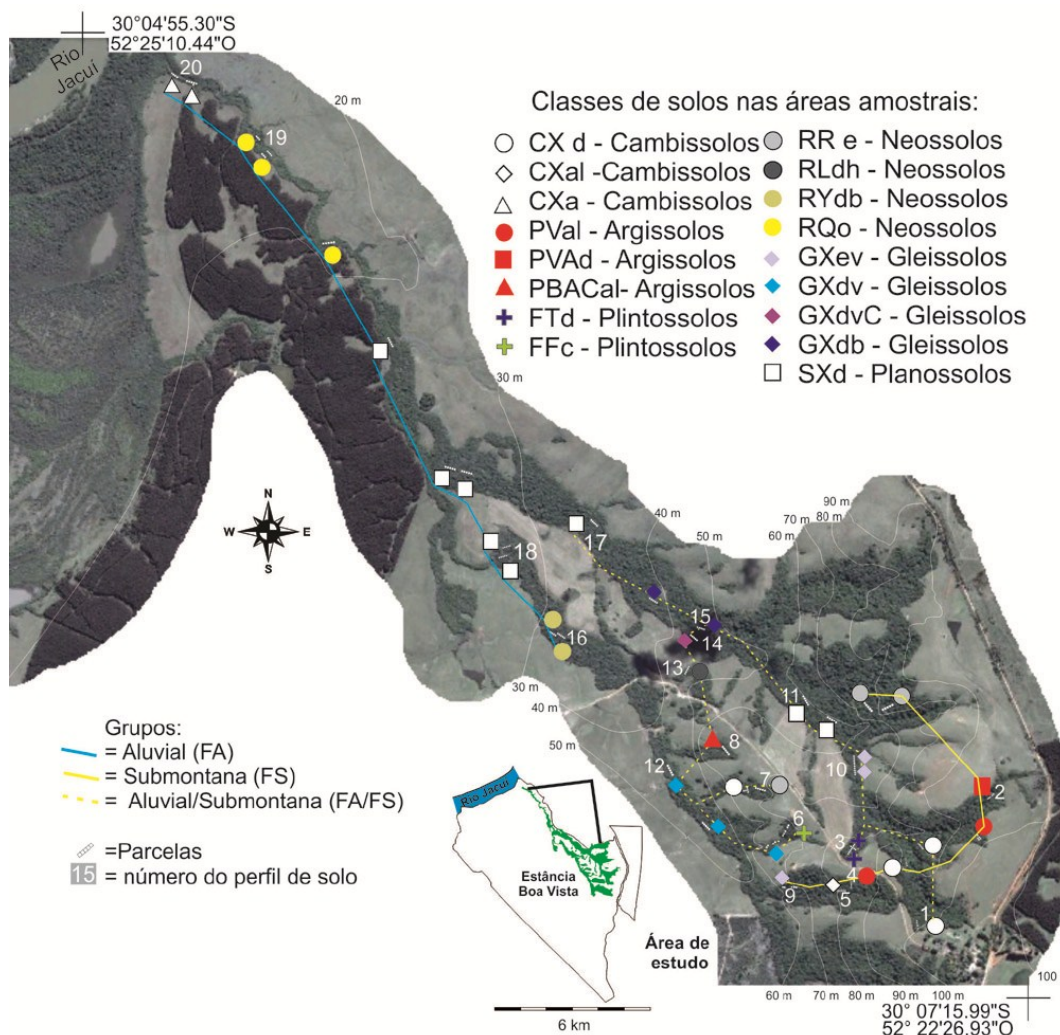 30°04'55.30"S
52°25'10.44"O
Rio
Jacuí
20
19
20 m
Classes de solos nas áreas amostrais:
CX d - Cambissolos
CXal -Cambissolos
CXa - Cambissolos
PVal - Argissolos
PVAd - Argissolos
PBACal- Argissolos
FTd - Plintossolos
FFc - Plintossolos
RR e - Neossolos
RLdh - Neossolos
RYdb - Neossolos
RQo - Neossolos
GXev - Gleissolos
GXdv - Gleissolos
GXdvC - Gleissolos
GXdb - Gleissolos
SXd - Planossolos
30 m
N
W E
S
90 m
70 m
80 m
60 m
40 m
50 m
17
18
15
14
16
13
11
30 m
40 m
50 m
8
10
12
7
2
6
3
4
9
5
1
Grupos:
= Aluvial (FA)
= Submontana (FS)
= Aluvial/Submontana (FA/FS)
=Parcelas
15 = número do perfil de solo
Rio Jacuí
Estância
Boa Vista
Área de
estudo
6 km
60 m 70 m 80 m 90 m 100 m
100
30° 07'15.99"S
52° 22'26.93"O